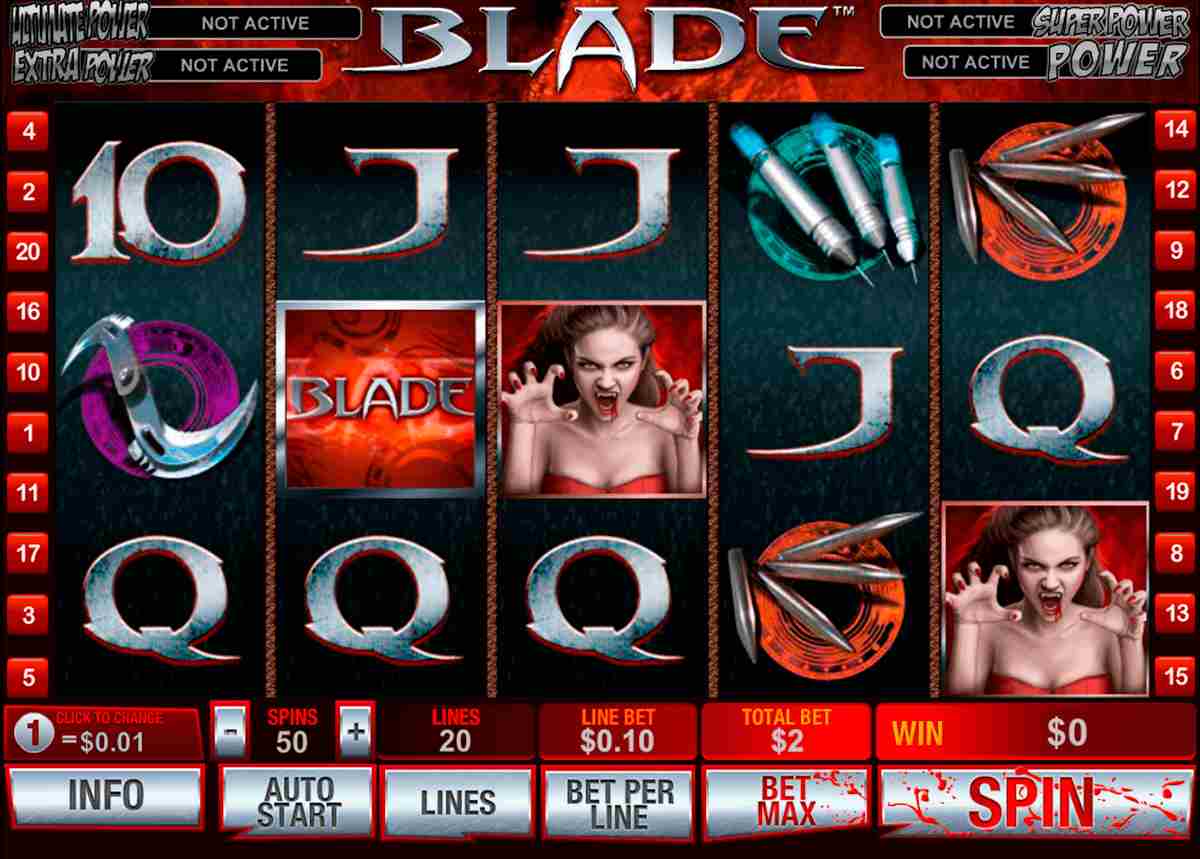 ULTIMATE POWER NOT ACTIVE
EXTRA POWER NOT ACTIVE
BLADE™
NOT ACTIVE SUPER POWER
NOT ACTIVE POWER
4
2
20
16
10
1
11
17
3
5
10 J J
BLADE J Q
Q Q Q
14
12
9
18
6
7
19
8
13
15
1 CLICK TO CHANGE
=$0.01
- SPINS +
50
LINES
20
LINE BET
$0.10
TOTAL BET
$2
WIN $0
INFO
AUTO
START
LINES
BET PER
LINE
BET
MAX
SPIN